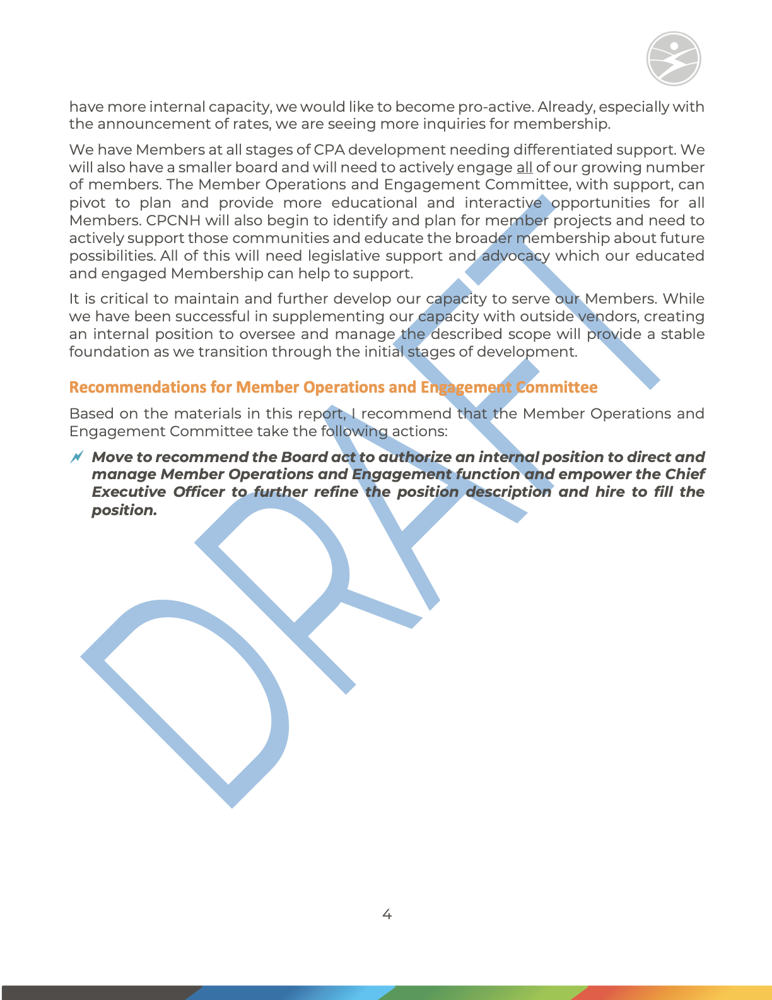 have more internal capacity, we would like to become pro-active. Already, especially with
the announcement of rates, we are seeing more inquiries for membership.
We have Members at all stages of CPA development needing differentiated support. We
will also have a smaller board and will need to actively engage all of our growing number
of members. The Member Operations and Engagement Committee, with support, can
pivot to plan and provide more educational and interactive opportunities for all
Members. CPCNH will also begin to identify and plan for member projects and need to
actively support those communities and educate the broader membership about future
possibilities. All of this will need legislative support and advocacy which our educated
and engaged Membership can help to support.
It is critical to maintain and further develop our capacity to serve our Members. While
we have been successful in supplementing our capacity with outside vendors, creating
an internal position to oversee and manage the described scope will provide a stable
foundation as we transition through the initial stages of development.
Recommendations for Member Operations and Engagement Committee
Based on the materials in this report, I recommend that the Member Operations and
Engagement Committee take the following actions:
Move to recommend the Board act to authorize an internal position to direct and
manage Member Operations and Engagement function and empower the Chief
Executive Officer to further refine the position description and hire to fill the
position.
DRAFT
4